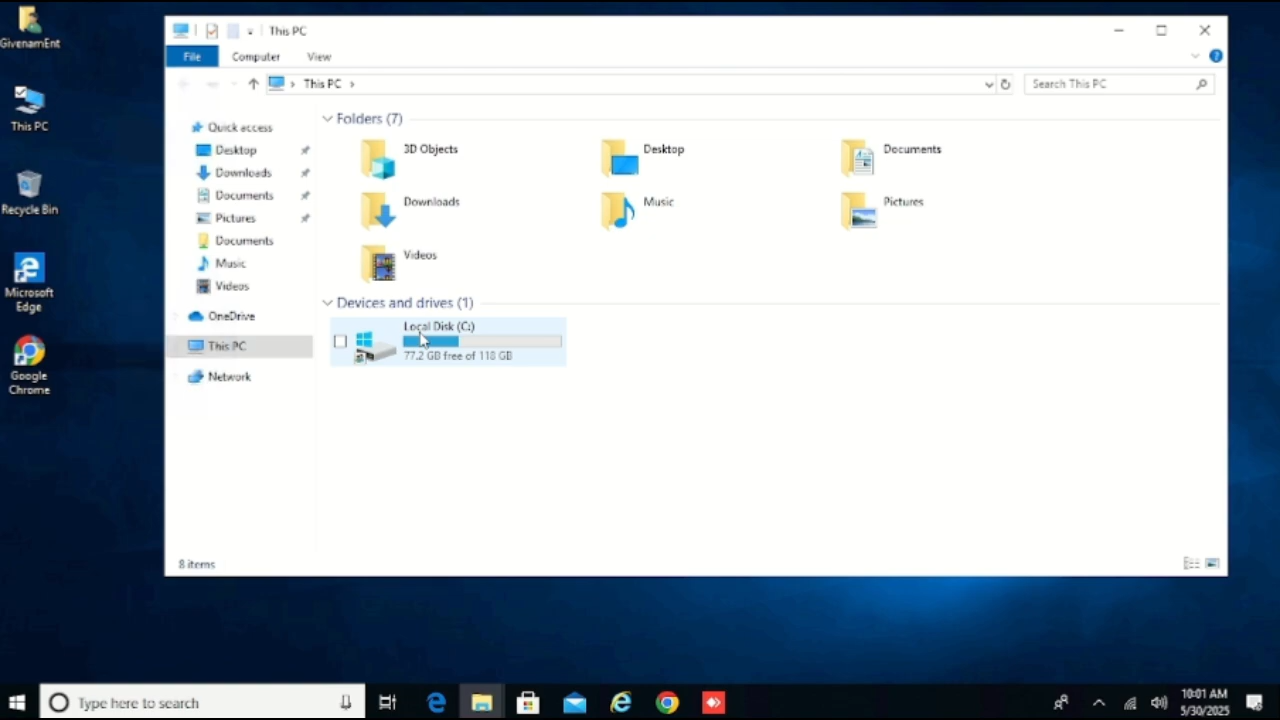 GivenamEnt
This PC
Recycle Bin
Microsoft
Edge
Google
Chrome
This PC
File
Computer
View
This PC
Search This PC
Quick access
Desktop
Downloads
Documents
Pictures
Documents
Music
Videos
OneDrive
This PC
Network
Folders (7)
3D Objects
Desktop
Documents
Downloads
Music
Pictures
Videos
Devices and drives (1)
Local Disk (C:)
77.2 GB free of 118 GB
8 items
Type here to search
10:01 AM
5/30/2025